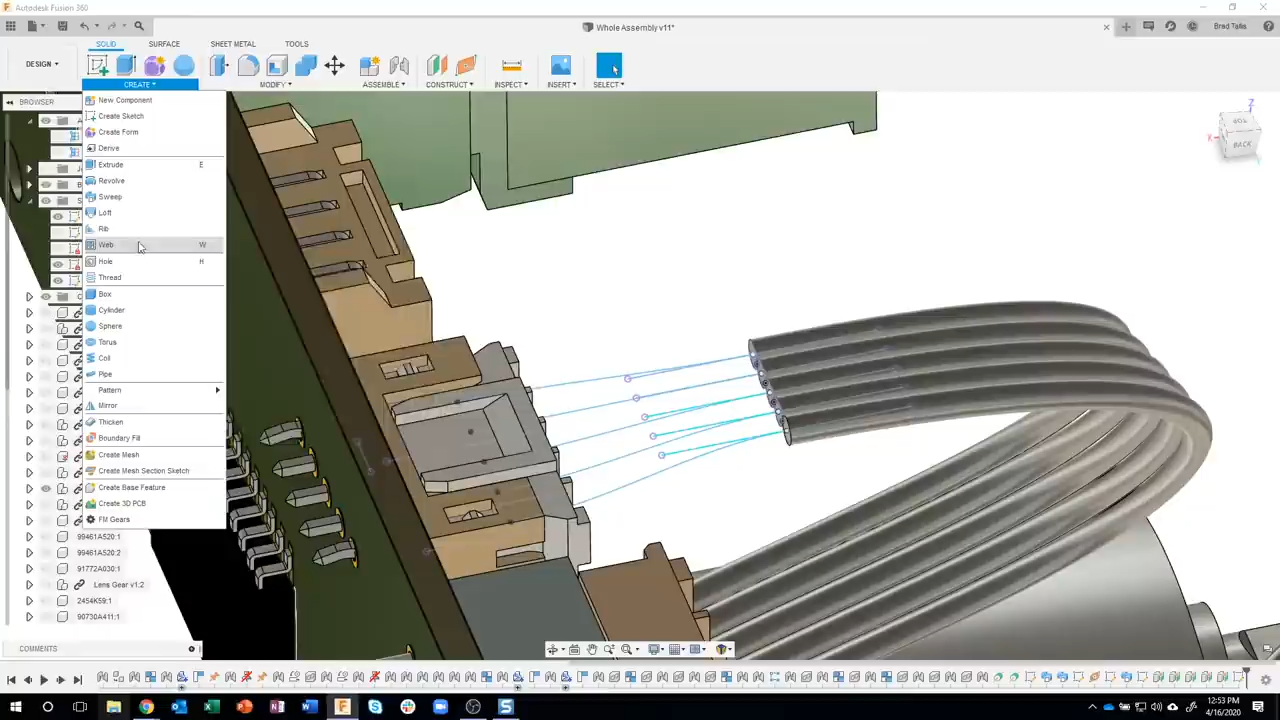 Autodesk Fusion 360
Whole Assembly v11*
Brad Tallis
SOLID SURFACE SHEET METAL TOOLS
DESIGN
CREATE MODIFY ASSEMBLE CONSTRUCT INSPECT INSERT SELECT
BROWSER
New Component
Create Sketch
Create Form
Derive
Extrude E
Revolve
Sweep
Loft
Rib
Web W
Hole H
Thread
Box
Cylinder
Sphere
Torus
Coil
Pipe
Pattern
Mirror
Thicken
Boundary Fill
Create Mesh
Create Mesh Section Sketch
Create Base Feature
Create 3D PCB
FM Gears
99461A520:1
99461A520:2
91772A030:1
Lens Gear v1:2
2454K59:1
90730A411:1
COMMENTS
Z
X
TOP
BACK
12:53 PM
4/16/2020